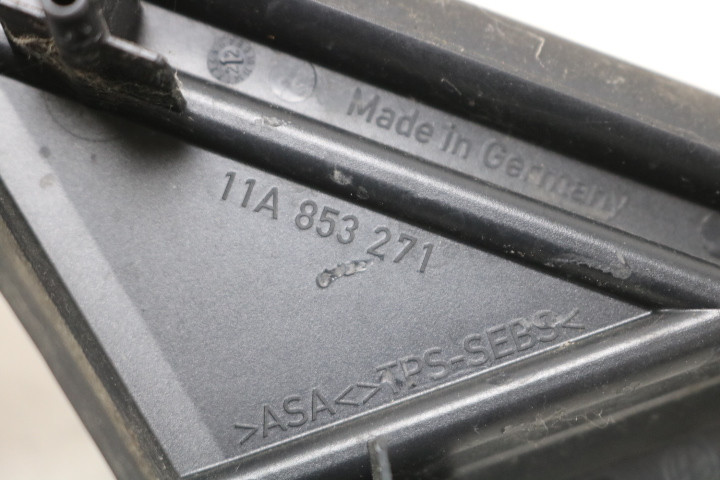 Made in Germany
11A 853 271
>ASA<>TPS-SEBS<